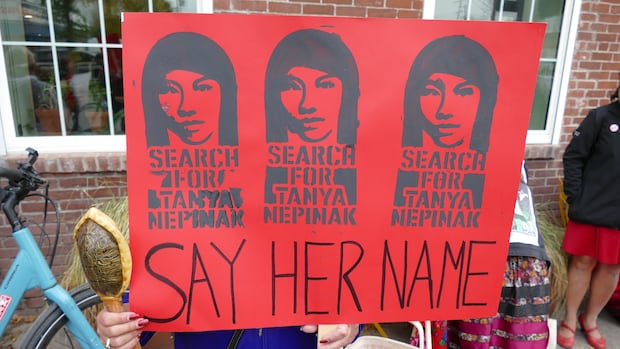 SEARCH
FOR
TANYA
NEPINAK
SEARCH
FOR
TANYA
NEPINAK
SEARCH
FOR
TANYA
NEPINAK
SAY HER NAME